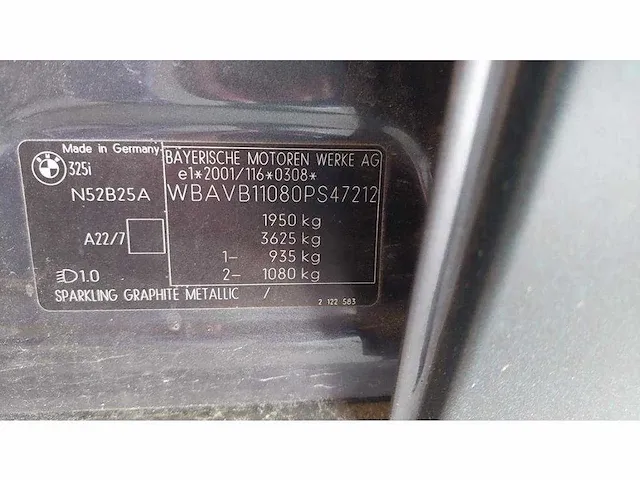 Made in Germany
BMW
325i
N52B25A
A22/7
1.0
BAYERISCHE MOTOREN WERKE AG
e1*2001/116*0308*
WBAVB11080PS47212
1950 kg
3625 kg
1- 935 kg
2- 1080 kg
SPARKLING GRAPHITE METALLIC /
2 122 583